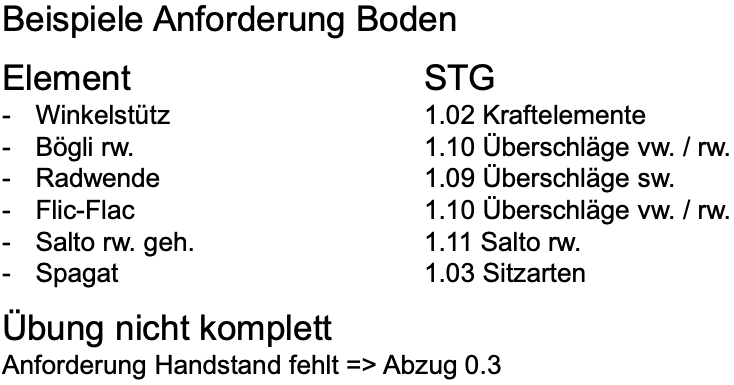 Beispiele Anforderung Boden
Element STG
- Winkelstütz 1.02 Kraftelemente
- Bögli rw. 1.10 Überschläge vw. / rw.
- Radwende 1.09 Überschläge sw.
- Flic-Flac 1.10 Überschläge vw. / rw.
- Salto rw. geh. 1.11 Salto rw.
- Spagat 1.03 Sitzarten
Übung nicht komplett
Anforderung Handstand fehlt => Abzug 0.3